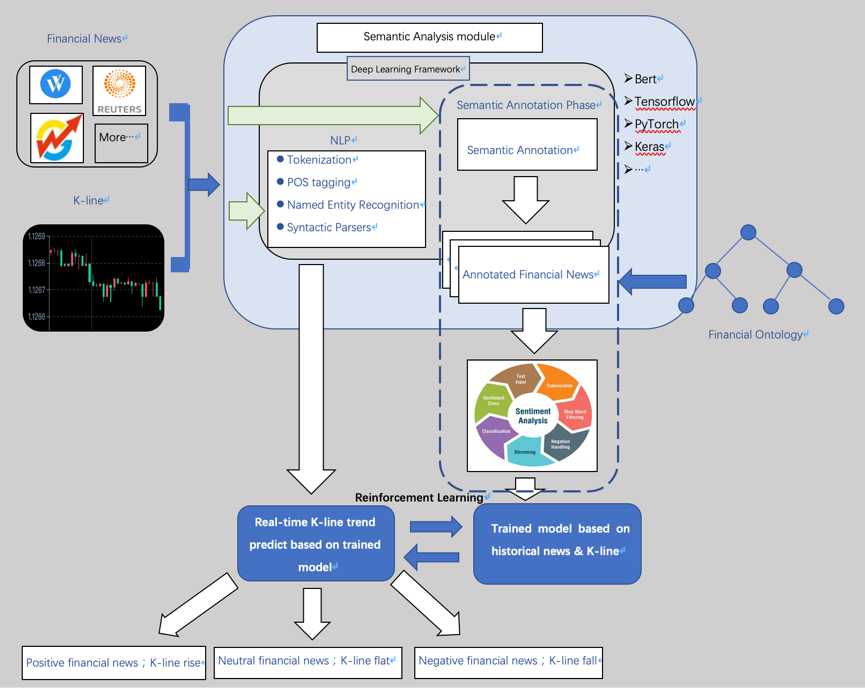 Semantic Analysis module
Financial News
Deep Learning Framework
REUTERS
More…
Bert
Tensorflow
PyTorch
Keras
…
Semantic Annotation Phase
NLP
Semantic Annotation
Tokenization
POS tagging
Named Entity Recognition
Syntactic Parsers
K-line
1.1269
1.1268
1.1267
1.1266
Annotated Financial News
Financial Ontology
Text
Input
Tokenization
Stop Word
Filtering
Negation
Handling
Stemming
Classification
Sentiment
Class
Sentiment
Analysis
Reinforcement Learning
Real-time K-line trend
predict based on trained
model
Trained model based on
historical news & K-line
Positive financial news；K-line rise
Neutral financial news；K-line flat
Negative financial news；K-line fall